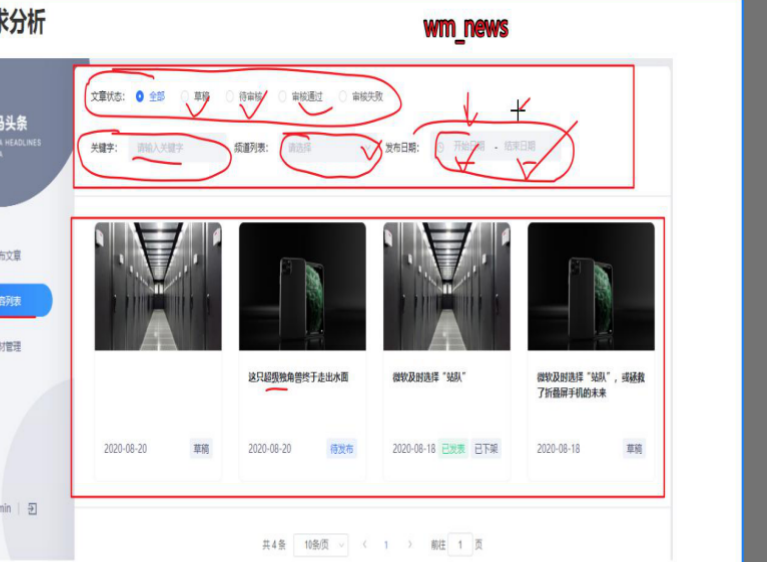 求分析
wm_news
马头条
HEADLINES
文章状态: 全部 草稿 待审核 审核通过 审核失败
关键字: 请输入关键字 频道列表: 请选择 发布日期: 开始日期 - 结束日期
布文章
容列表
材管理
min
这只超级独角兽终于走出水面
微软及时选择“站队”
微软及时选择“站队”，或拯救
了折叠屏手机的未来
2020-08-20 草稿
2020-08-20 待发布
2020-08-18 已发表 已下架
2020-08-18 草稿
共 4 条 10条/页 < 1 > 前往 1 页